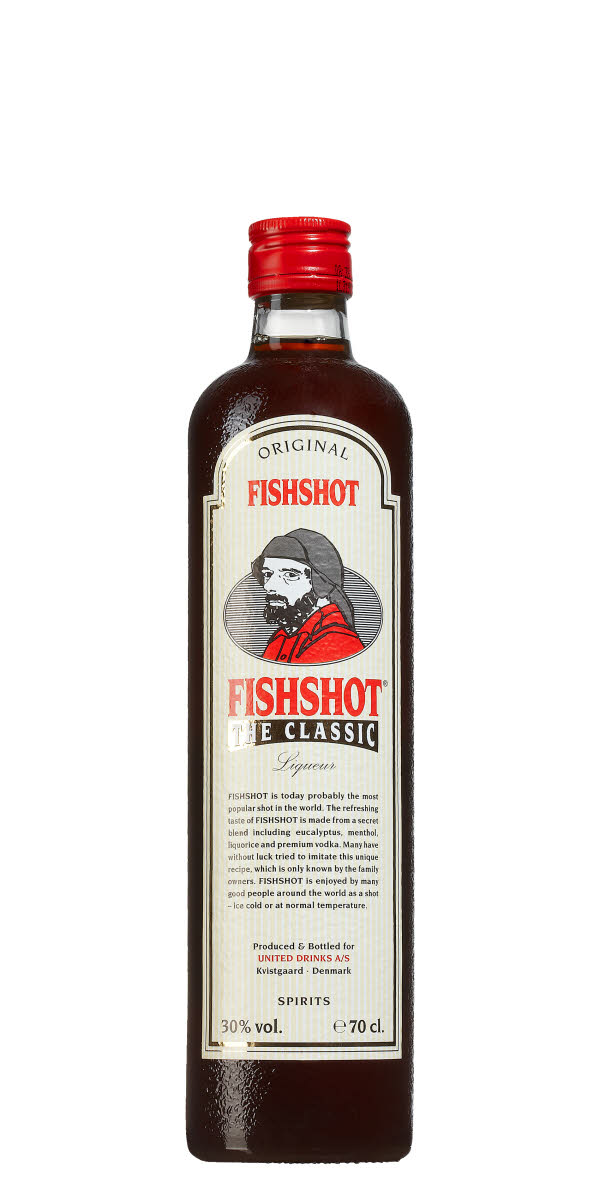 ORIGINAL
FISHSHOT
FISHSHOT®
THE CLASSIC
Liqueur
FISHSHOT is today probably the most
popular shot in the world. The refreshing
taste of FISHSHOT is made from a secret
blend including eucalyptus, menthol,
liquorice and premium vodka. Many have
without luck tried to imitate this unique
recipe, which is only known by the family
owners. FISHSHOT is enjoyed by many
good people around the world as a shot
– ice cold or at normal temperature.
Produced & Bottled for
UNITED DRINKS A/S
Kvistgaard · Denmark
SPIRITS
30% vol. ℮ 70 cl.